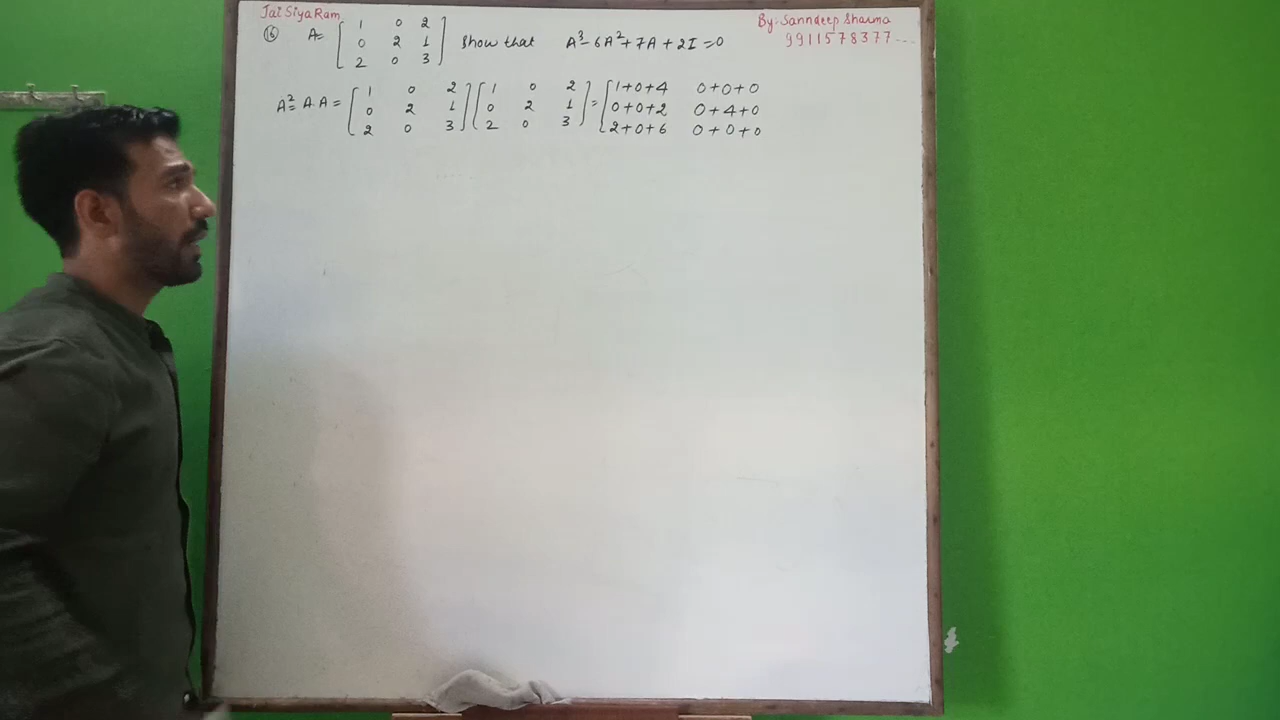 Jai Siya Ram
By: Sanndeep Sharma
9911578377...
(16) A = [1 0 2; 0 2 1; 2 0 3] Show that A³ - 6A² + 7A + 2I = 0
A² = A.A = [1 0 2; 0 2 1; 2 0 3] [1 0 2; 0 2 1; 2 0 3] = [1+0+4 0+0+0
0+0+2 0+4+0
2+0+6 0+0+0